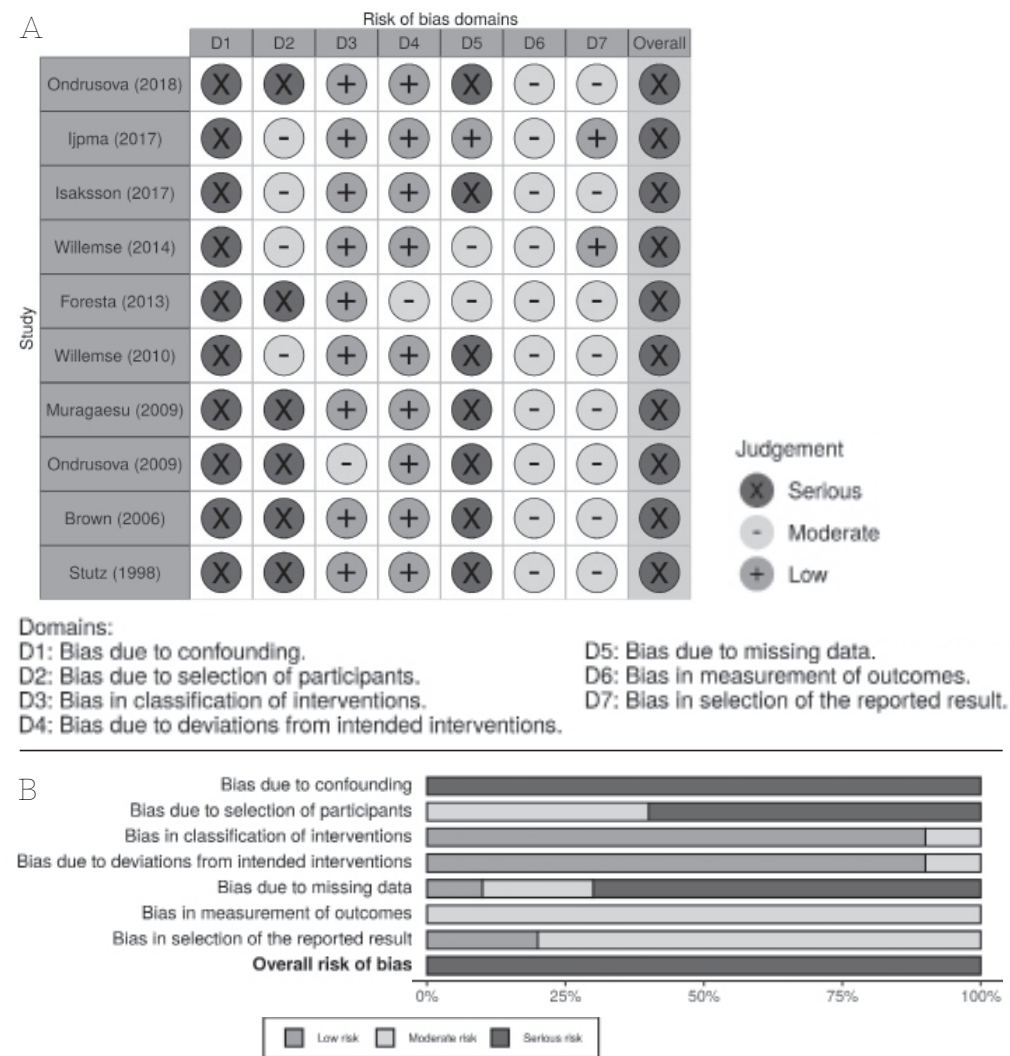 A
Risk of bias domains
D1 D2 D3 D4 D5 D6 D7 Overall
Study
Ondrusova (2018) X X + + X - - X
Ijpma (2017) X - + + + - + X
Isaksson (2017) X - + + X - - X
Willemse (2014) X - + + - - + X
Foresta (2013) X X + - - - - X
Willemse (2010) X - + + X - - X
Muragaesu (2009) X X + + X - - X
Ondrusova (2009) X X - + X - - X
Brown (2006) X X + + X - - X
Stutz (1998) X X + + X - - X
Judgement
X Serious
- Moderate
+ Low
Domains:
D1: Bias due to confounding.
D2: Bias due to selection of participants.
D3: Bias in classification of interventions.
D4: Bias due to deviations from intended interventions.
D5: Bias due to missing data.
D6: Bias in measurement of outcomes.
D7: Bias in selection of the reported result.
B
Bias due to confounding
Bias due to selection of participants
Bias in classification of interventions
Bias due to deviations from intended interventions
Bias due to missing data
Bias in measurement of outcomes
Bias in selection of the reported result
Overall risk of bias
0% 25% 50% 75% 100%
Low risk Moderate risk Serious risk